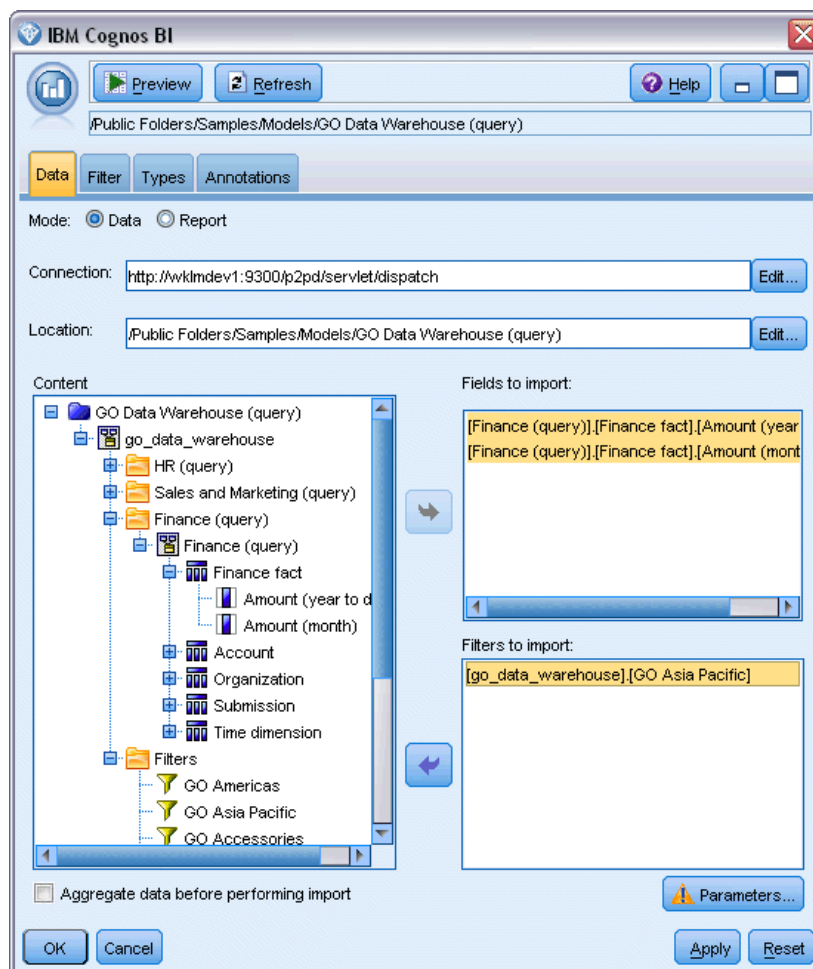 IBM Cognos BI
Preview Refresh Help
/Public Folders/Samples/Models/GO Data Warehouse (query)
Data Filter Types Annotations
Mode: Data Report
Connection: http://wklmdev1:9300/p2pd/servlet/dispatch Edit...
Location: /Public Folders/Samples/Models/GO Data Warehouse (query) Edit...
Content
GO Data Warehouse (query)
go_data_warehouse
HR (query)
Sales and Marketing (query)
Finance (query)
Finance (query)
Finance fact
Amount (year to d
Amount (month)
Account
Organization
Submission
Time dimension
Filters
GO Americas
GO Asia Pacific
GO Accessories
Fields to import:
[Finance (query)].[Finance fact].[Amount (year
[Finance (query)].[Finance fact].[Amount (mont
Filters to import:
[go_data_warehouse].[GO Asia Pacific]
Aggregate data before performing import
Parameters...
OK Cancel Apply Reset